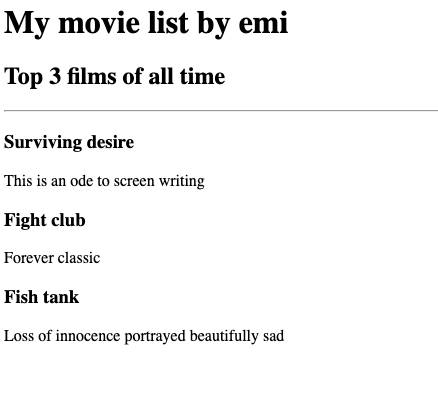 My movie list by emi
Top 3 films of all time
Surviving desire
This is an ode to screen writing
Fight club
Forever classic
Fish tank
Loss of innocence portrayed beautifully sad